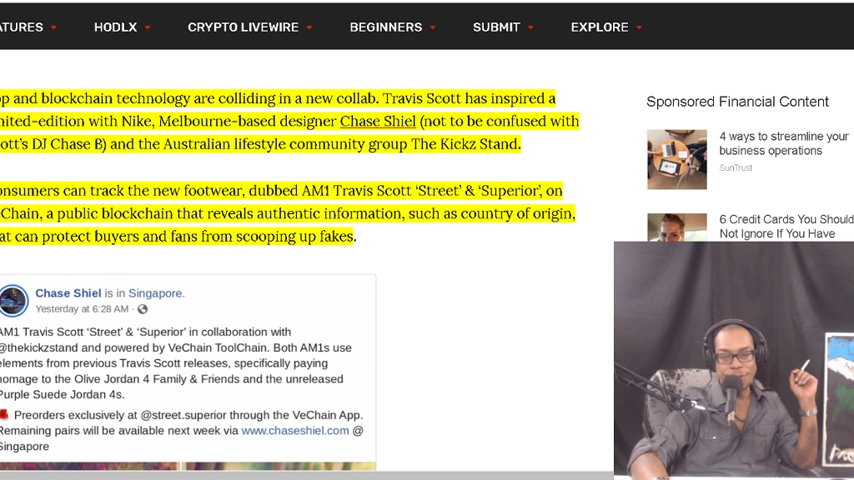 ATURES
HODLX
CRYPTO LIVEWIRE
BEGINNERS
SUBMIT
EXPLORE
op and blockchain technology are colliding in a new collab. Travis Scott has inspired a
nited-edition with Nike, Melbourne-based designer Chase Shiel (not to be confused with
ott's DJ Chase B) and the Australian lifestyle community group The Kickz Stand.
onsumers can track the new footwear, dubbed AM1 Travis Scott 'Street' & 'Superior', on
eChain, a public blockchain that reveals authentic information, such as country of origin,
at can protect buyers and fans from scooping up fakes.
Chase Shiel is in Singapore.
Yesterday at 6:28 AM ·
AM1 Travis Scott 'Street' & 'Superior' in collaboration with
@thekickzstand and powered by VeChain ToolChain. Both AM1s use
elements from previous Travis Scott releases, specifically paying
homage to the Olive Jordan 4 Family & Friends and the unreleased
Purple Suede Jordan 4s.
Preorders exclusively at @street.superior through the VeChain App.
Remaining pairs will be available next week via www.chaseshiel.com @
Singapore
Sponsored Financial Content
4 ways to streamline your
business operations
SunTrust
6 Credit Cards You Should
Not Ignore If You Have